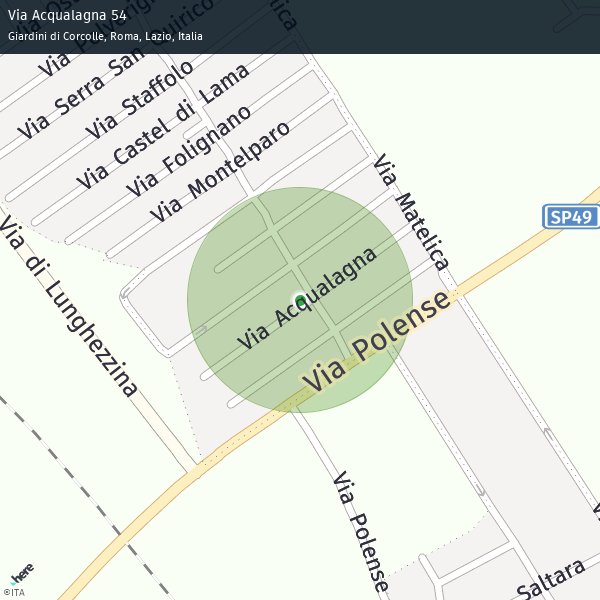 Via Acqualagna 54
Giardini di Corcolle, Roma, Lazio, Italia
Via Serra San Quirico
Via Staffolo
Via Castel di Lama
Via Folignano
Via Montelparo
Via Matelica
SP49
Via di Lunghezzina
Via Acqualagna
Via Polense
Via Polense
Saltara
here
©ITA